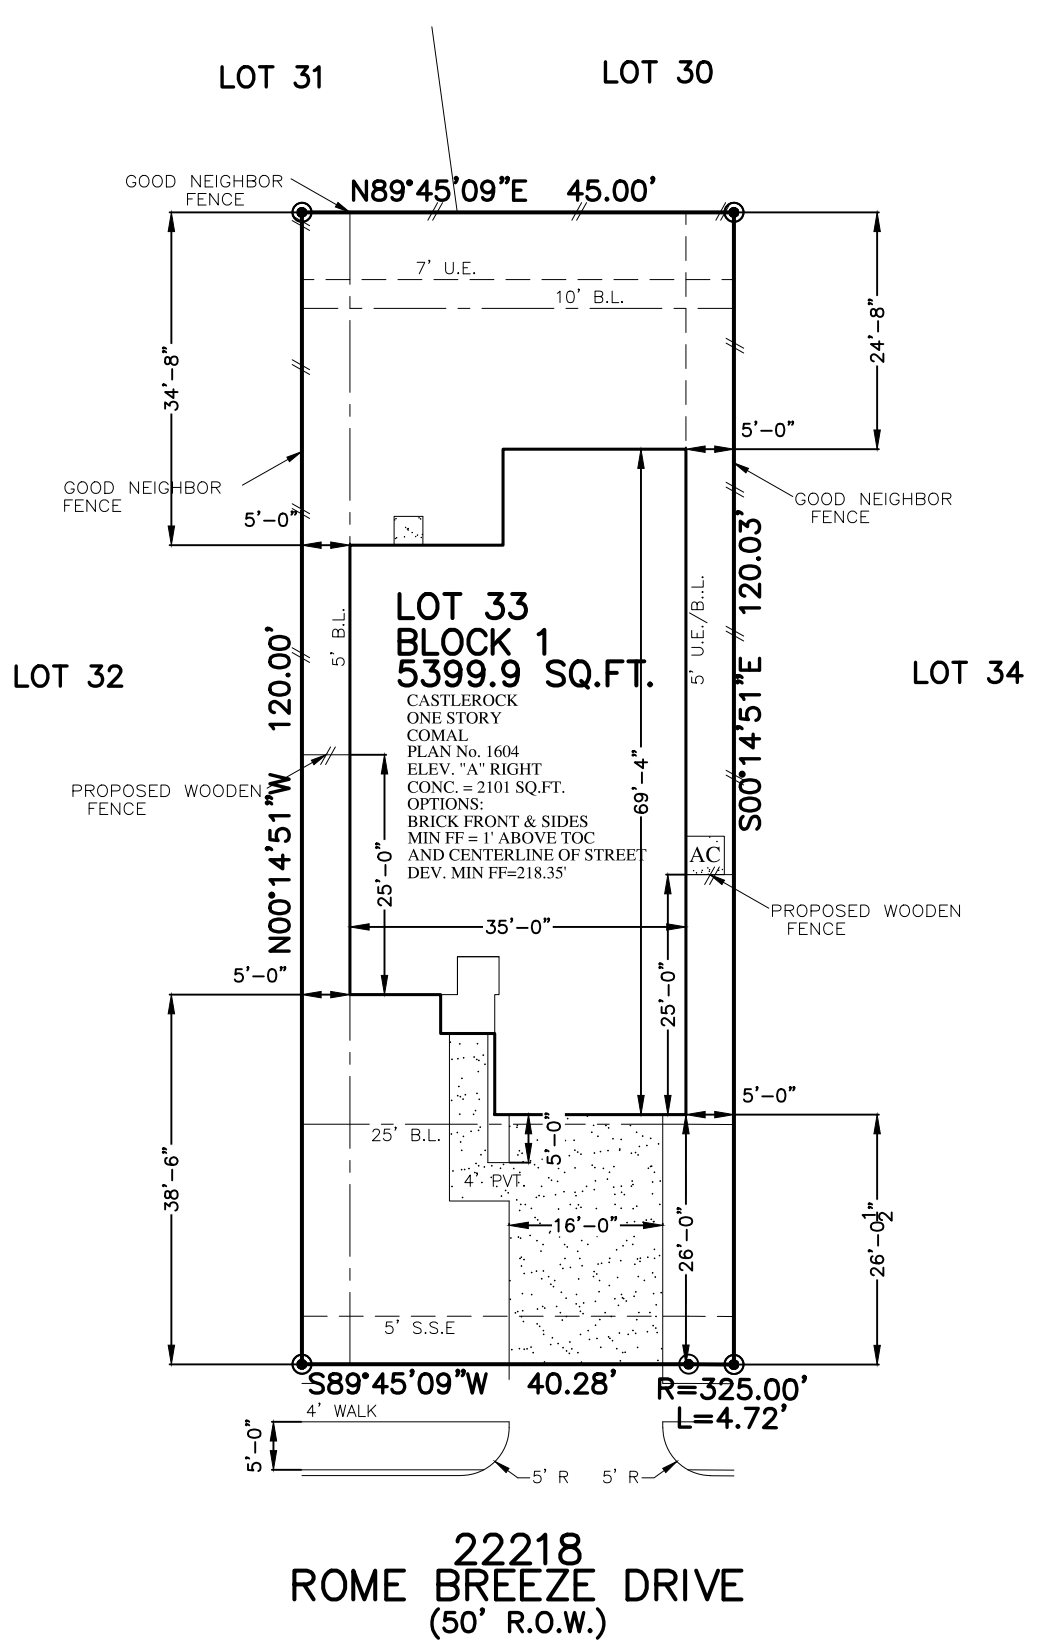 LOT 31
LOT 30
GOOD NEIGHBOR
FENCE
N89°45'09"E 45.00'
7' U.E.
10' B.L.
34'-8"
24'-8"
5'-0"
GOOD NEIGHBOR
FENCE
GOOD NEIGHBOR
FENCE
5'-0"
LOT 33
BLOCK 1
5399.9 SQ.FT.
CASTLEROCK
ONE STORY
COMAL
PLAN No. 1604
ELEV. "A" RIGHT
CONC. = 2101 SQ.FT.
OPTIONS:
BRICK FRONT & SIDES
MIN FF = 1' ABOVE TOC
AND CENTERLINE OF STREET
DEV. MIN FF=218.35'
5' B.L.
5' U.E./B..L.
LOT 32
LOT 34
N00°14'51"W 120.00'
S00°14'51"E 120.03'
PROPOSED WOODEN
FENCE
69'-4"
25'-0"
AC
PROPOSED WOODEN
FENCE
35'-0"
5'-0"
25'-0"
5'-0"
25' B.L.
5'-0"
4' PVT.
38'-6"
16'-0"
26'-0"
26'-0 1/2"
5' S.S.E
S89°45'09"W 40.28'
R=325.00'
L=4.72'
4' WALK
5'-0"
5' R
5' R
22218
ROME BREEZE DRIVE
(50' R.O.W.)